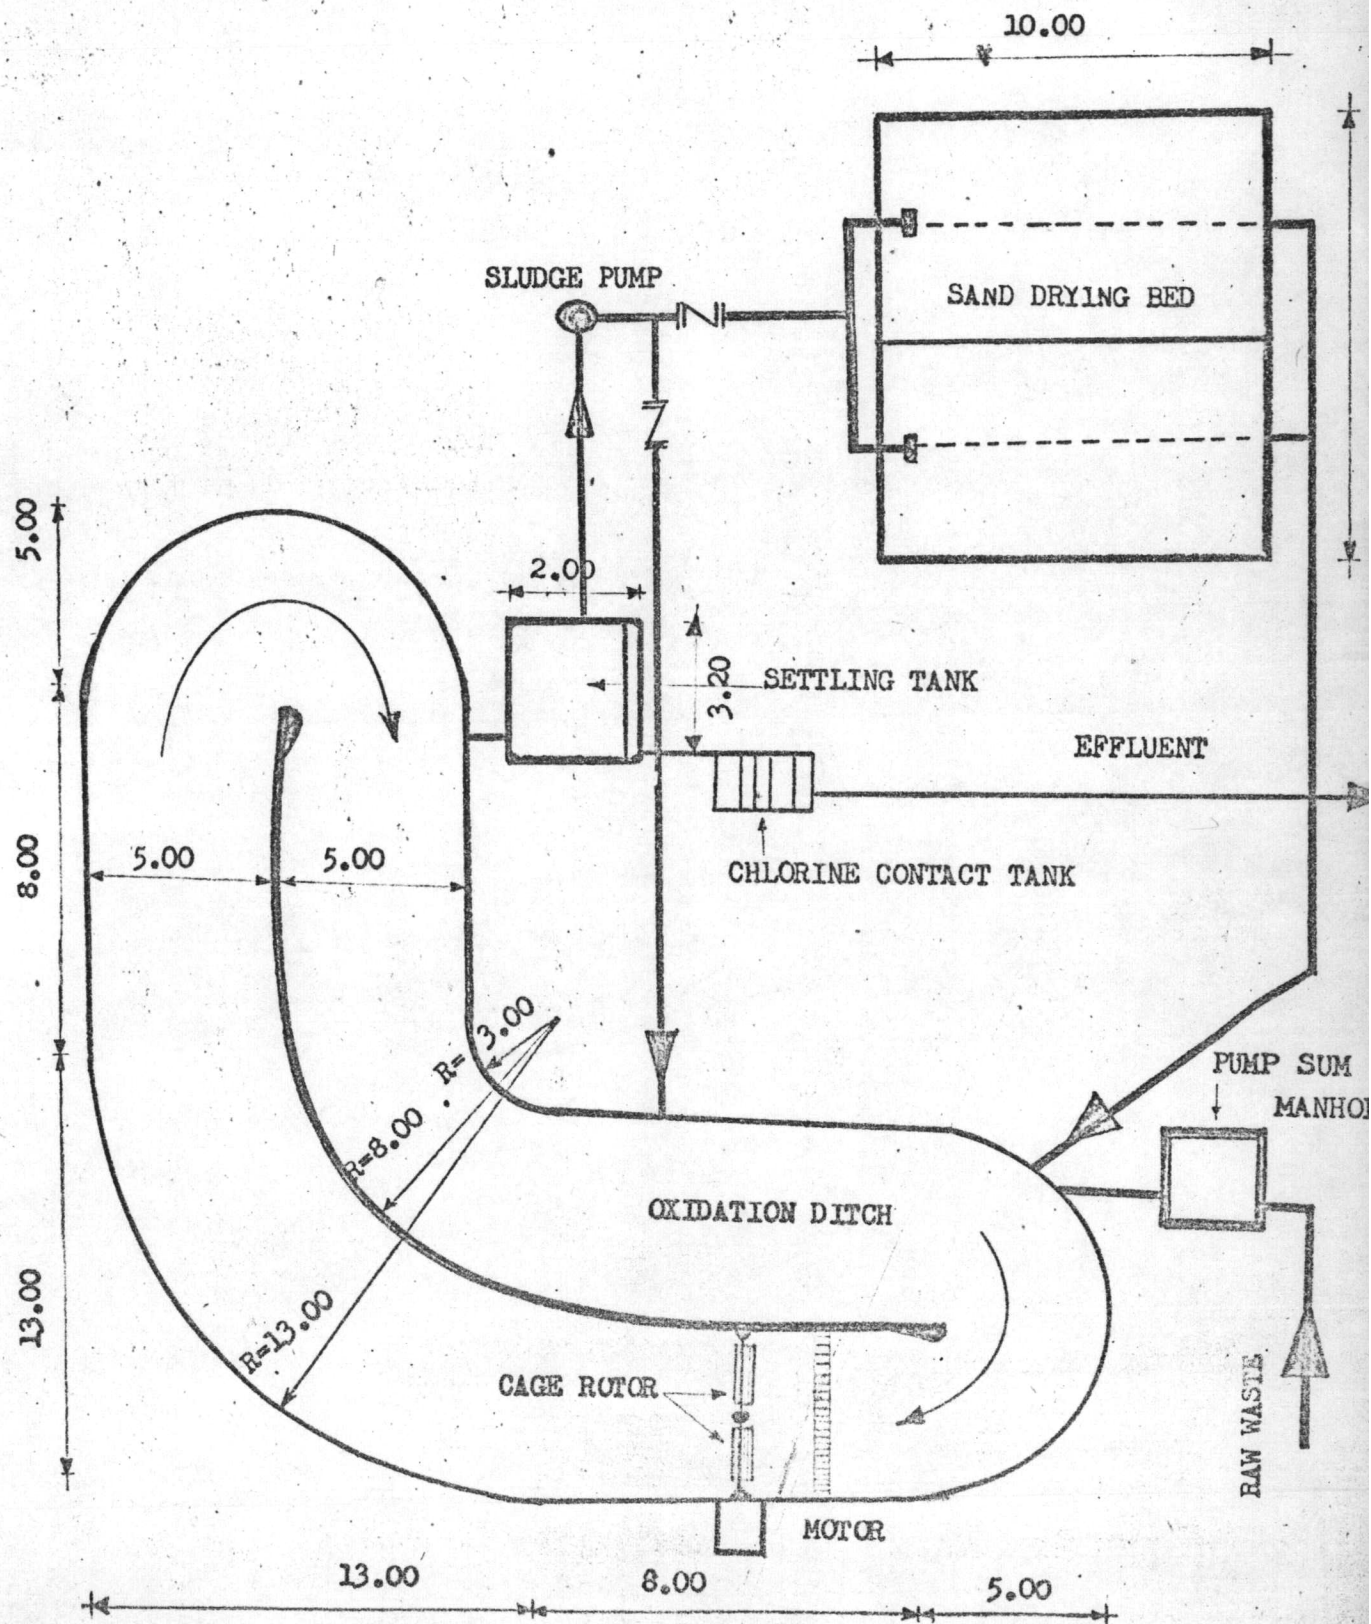 10.00
SLUDGE PUMP
SAND DRYING BED
5.00
2.00
3.20
SETTLING TANK
EFFLUENT
8.00
5.00
5.00
CHLORINE CONTACT TANK
R= 3.00
R=8.00
R=13.00
PUMP SUM
MANHO
OXIDATION DITCH
13.00
CAGE ROTOR
RAW WASTE
MOTOR
13.00
8.00
5.00